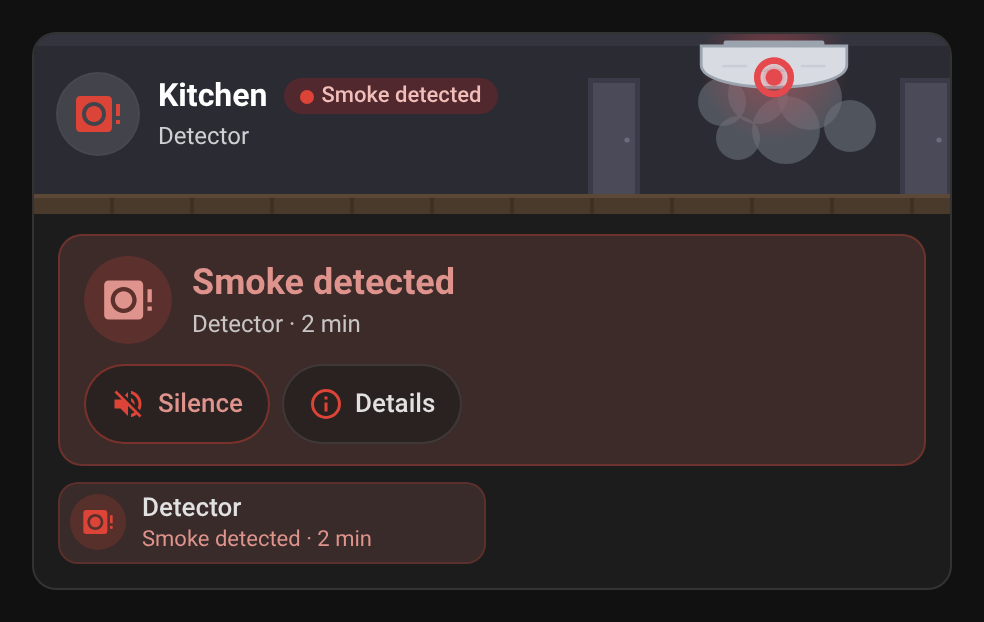 Kitchen
Smoke detected
Detector
Smoke detected
Detector · 2 min
Silence
Details
Detector
Smoke detected · 2 min